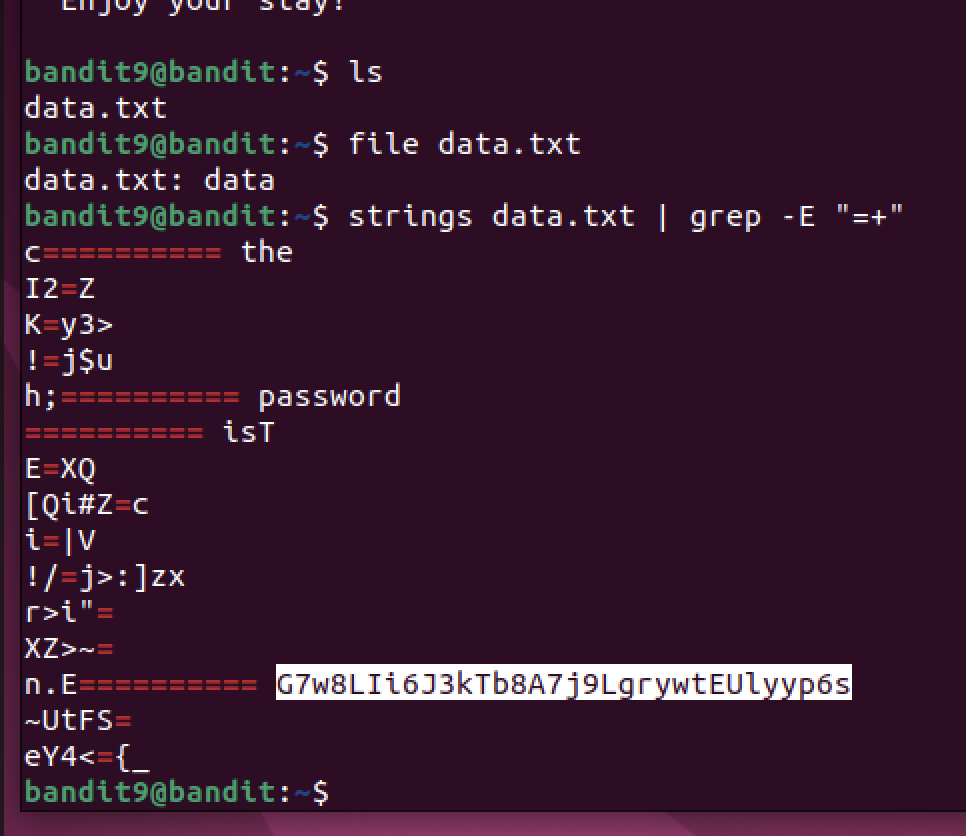 Enjoy your stay!
bandit9@bandit:~$ ls
data.txt
bandit9@bandit:~$ file data.txt
data.txt: data
bandit9@bandit:~$ strings data.txt | grep -E "=+"
c========== the
I2=Z
K=y3>
!=j$u
h;========== password
========== isT
E=XQ
[Qi#Z=c
i=|V
!/=j>:]zx
r>i"=
XZ>~=
n.E========== G7w8LIi6J3kTb8A7j9LgrywtEUlyyp6s
~UtFS=
eY4<={_
bandit9@bandit:~$